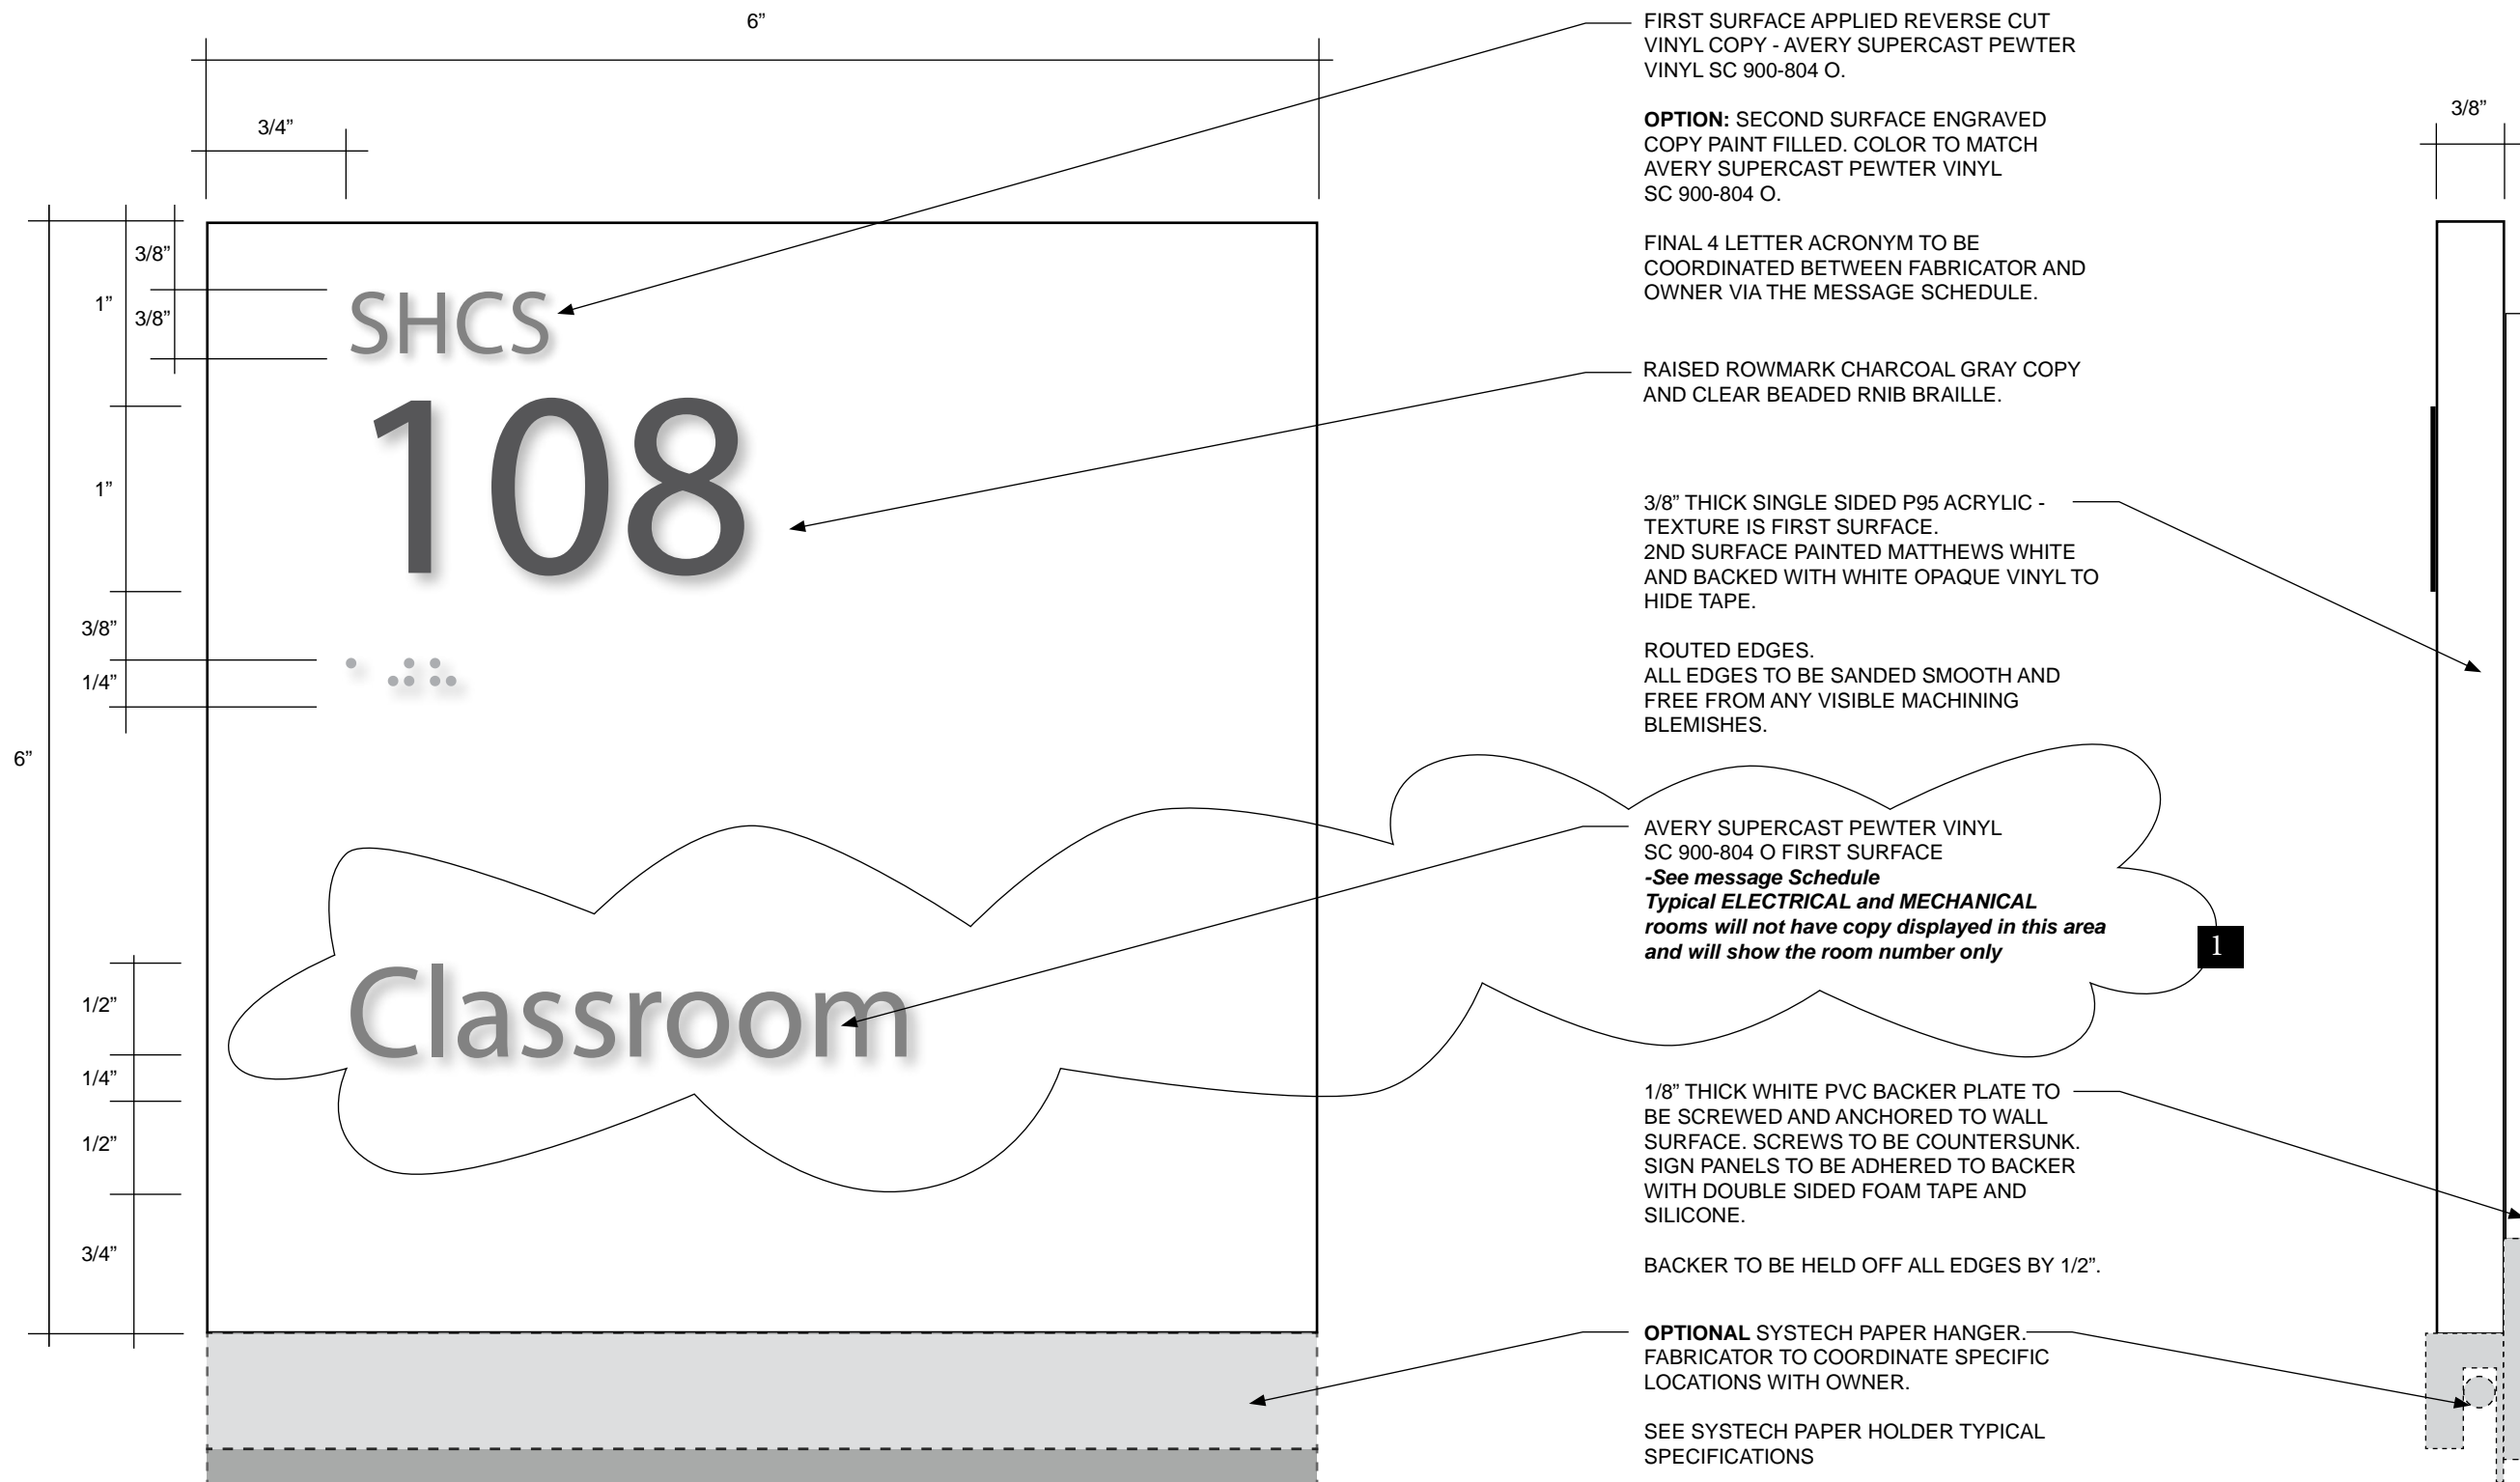 6”
3/4”
3/8”
3/8”
1”
3/8”
1”
3/8”
1/4”
6”
1/2”
1/4”
1/2”
3/4”
SHCS
108
⠁⠚⠓
Classroom
FIRST SURFACE APPLIED REVERSE CUT
VINYL COPY - AVERY SUPERCAST PEWTER
VINYL SC 900-804 O.
OPTION: SECOND SURFACE ENGRAVED
COPY PAINT FILLED. COLOR TO MATCH
AVERY SUPERCAST PEWTER VINYL
SC 900-804 O.
FINAL 4 LETTER ACRONYM TO BE
COORDINATED BETWEEN FABRICATOR AND
OWNER VIA THE MESSAGE SCHEDULE.
RAISED ROWMARK CHARCOAL GRAY COPY
AND CLEAR BEADED RNIB BRAILLE.
3/8” THICK SINGLE SIDED P95 ACRYLIC -
TEXTURE IS FIRST SURFACE.
2ND SURFACE PAINTED MATTHEWS WHITE
AND BACKED WITH WHITE OPAQUE VINYL TO
HIDE TAPE.
ROUTED EDGES.
ALL EDGES TO BE SANDED SMOOTH AND
FREE FROM ANY VISIBLE MACHINING
BLEMISHES.
AVERY SUPERCAST PEWTER VINYL
SC 900-804 O FIRST SURFACE
-See message Schedule
Typical ELECTRICAL and MECHANICAL
rooms will not have copy displayed in this area
and will show the room number only
1
1/8” THICK WHITE PVC BACKER PLATE TO
BE SCREWED AND ANCHORED TO WALL
SURFACE. SCREWS TO BE COUNTERSUNK.
SIGN PANELS TO BE ADHERED TO BACKER
WITH DOUBLE SIDED FOAM TAPE AND
SILICONE.
BACKER TO BE HELD OFF ALL EDGES BY 1/2”.
OPTIONAL SYSTECH PAPER HANGER.
FABRICATOR TO COORDINATE SPECIFIC
LOCATIONS WITH OWNER.
SEE SYSTECH PAPER HOLDER TYPICAL
SPECIFICATIONS